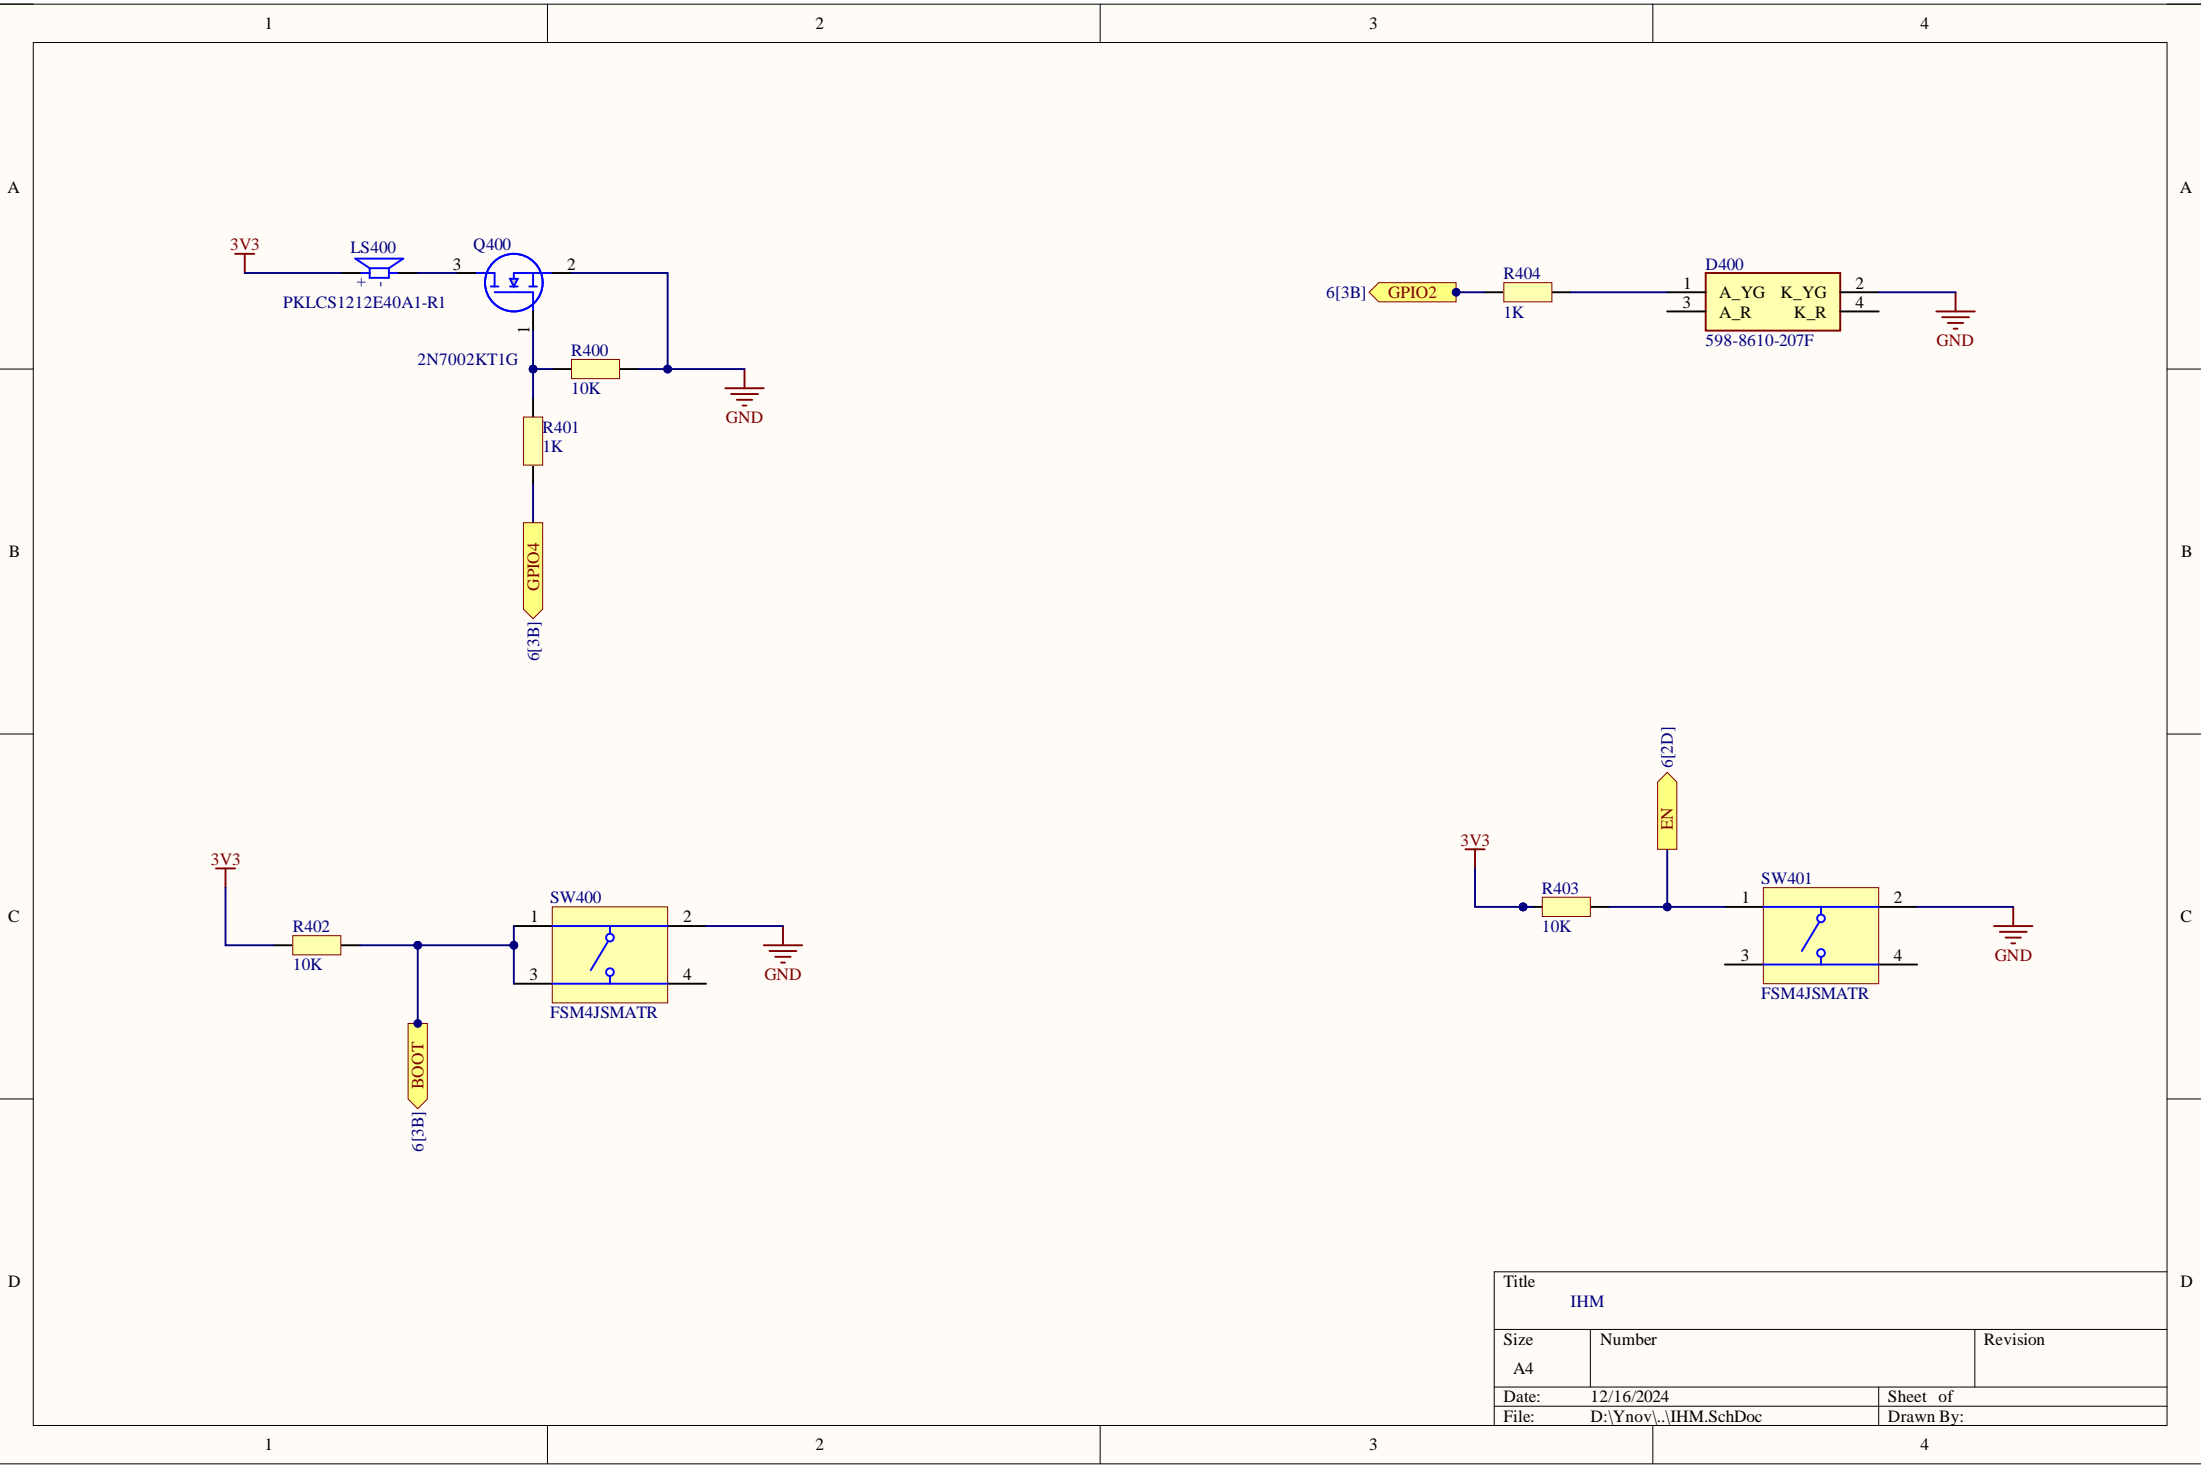 1 2 3 4
A A
3V3
LS400
+ -
PKLCS1212E40A1-R1
Q400
3 2
1
2N7002KT1G
R400
10K
GND
R401
1K
GPIO4
6[3B]
6[3B] GPIO2
R404
1K
D400
1 A_YG K_YG 2
3 A_R K_R 4
598-8610-207F
GND
B B
3V3
R402
10K
BOOT
6[3B]
SW400
1 2
3 4
FSM4JSMATR
GND
6[2D]
EN
3V3
R403
10K
SW401
1 2
3 4
FSM4JSMATR
GND
C C
D D
Title
IHM
Size Number Revision
A4
Date: 12/16/2024 Sheet of
File: D:\Ynov\..\IHM.SchDoc Drawn By:
1 2 3 4